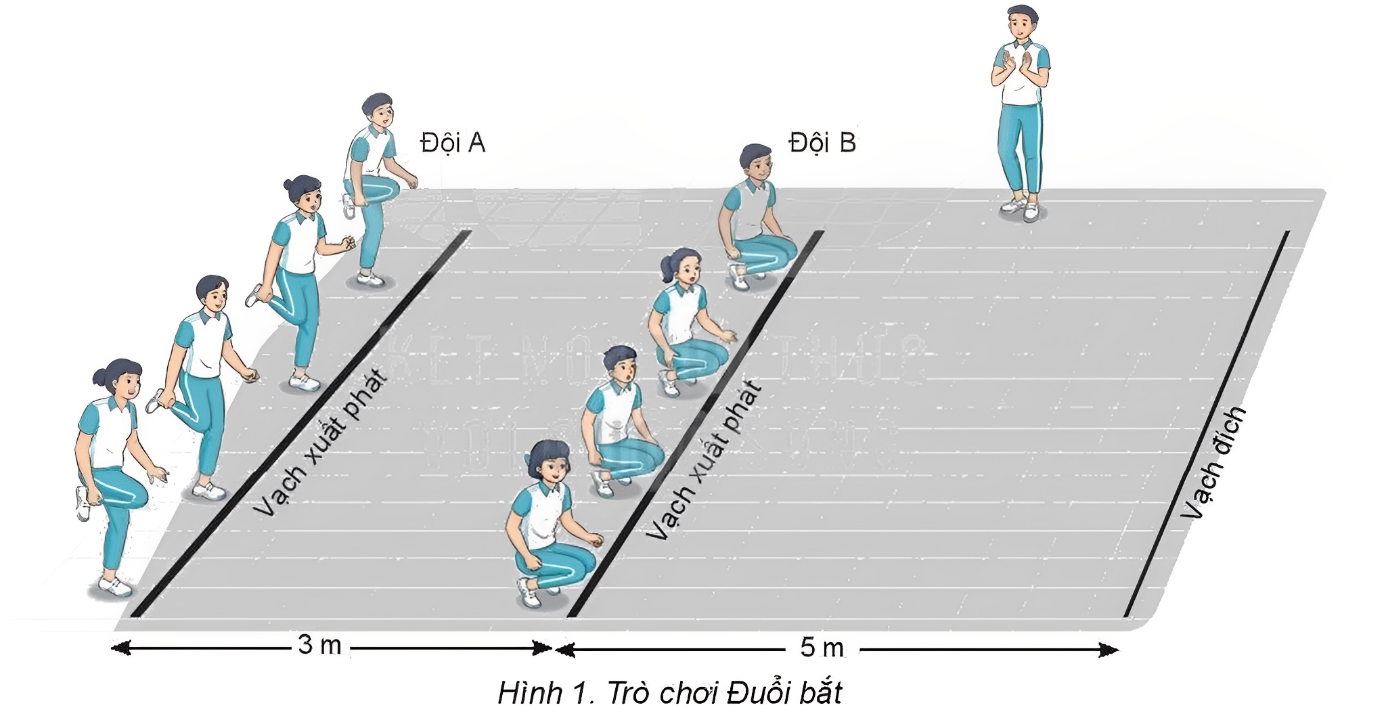 Đội A
Đội B
Vạch xuất phát
Vạch xuất phát
Vạch đích
3 m
5 m
Hình 1. Trò chơi Đuổi bắt